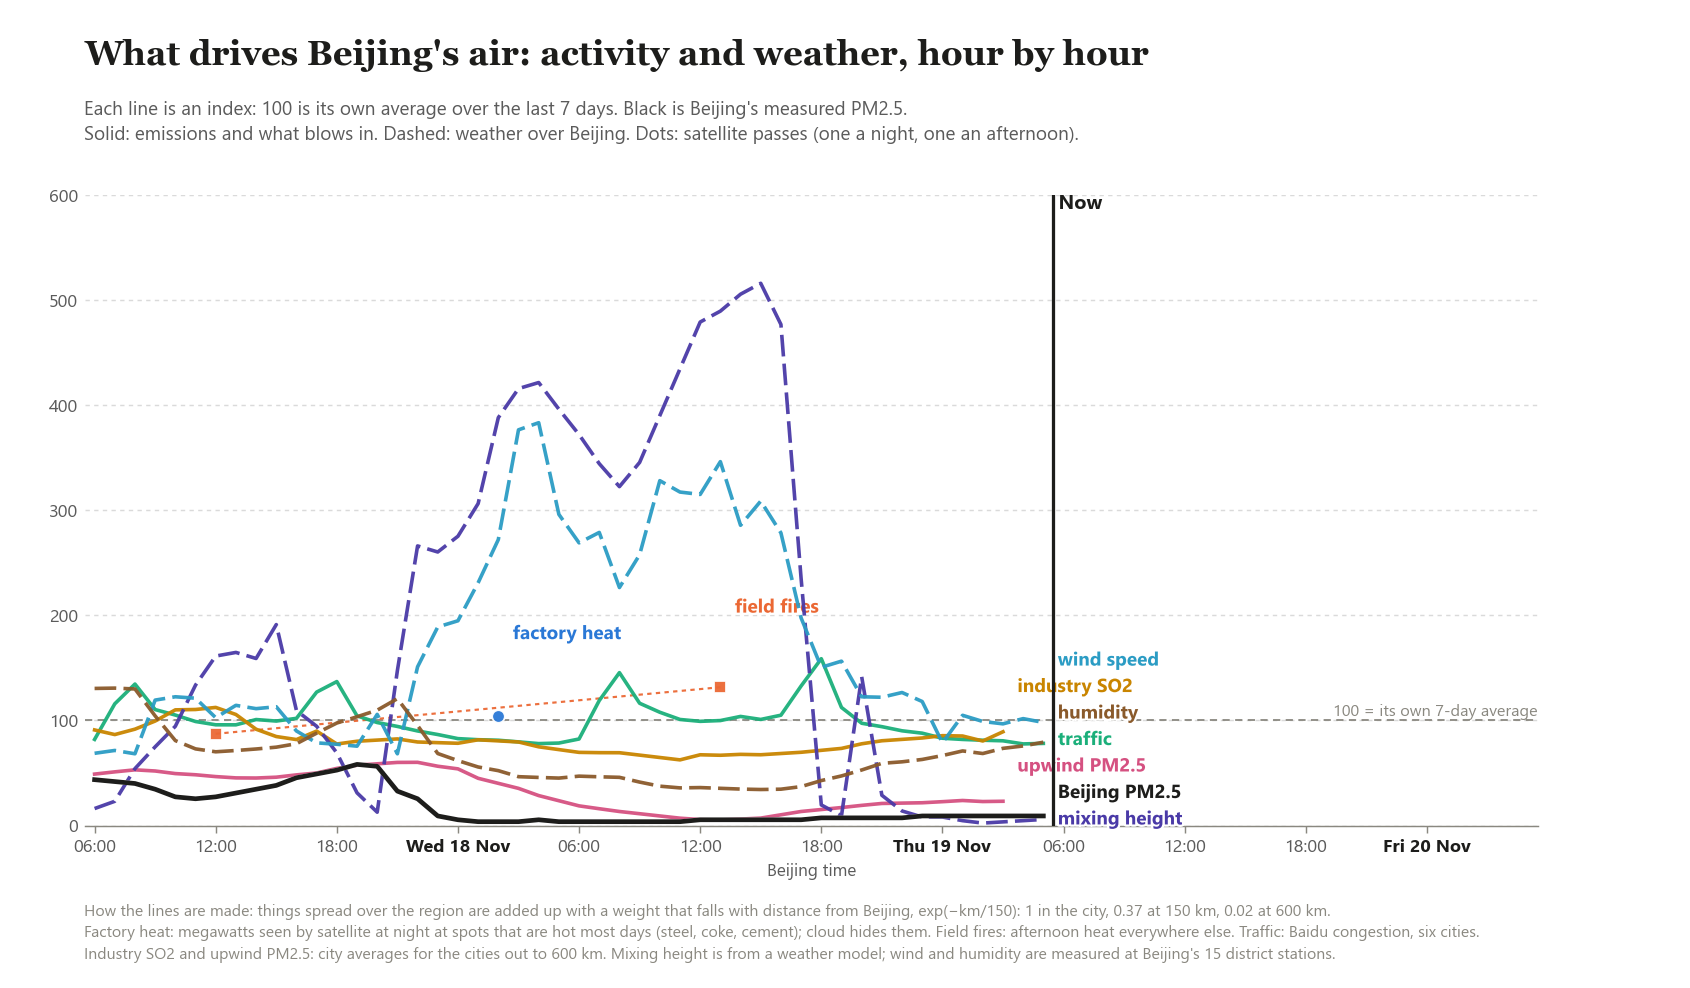 What drives Beijing's air: activity and weather, hour by hour
Each line is an index: 100 is its own average over the last 7 days. Black is Beijing's measured PM2.5.
Solid: emissions and what blows in. Dashed: weather over Beijing. Dots: satellite passes (one a night, one an afternoon).
600
Now
500
400
300
200
field fires
factory heat
wind speed
industry SO2
humidity
100 = its own 7-day average
100
traffic
upwind PM2.5
Beijing PM2.5
mixing height
0
06:00 12:00 18:00 Wed 18 Nov 06:00 12:00 18:00 Thu 19 Nov 06:00 12:00 18:00 Fri 20 Nov
Beijing time
How the lines are made: things spread over the region are added up with a weight that falls with distance from Beijing, exp(−km/150): 1 in the city, 0.37 at 150 km, 0.02 at 600 km.
Factory heat: megawatts seen by satellite at night at spots that are hot most days (steel, coke, cement); cloud hides them. Field fires: afternoon heat everywhere else. Traffic: Baidu congestion, six cities.
Industry SO2 and upwind PM2.5: city averages for the cities out to 600 km. Mixing height is from a weather model; wind and humidity are measured at Beijing's 15 district stations.